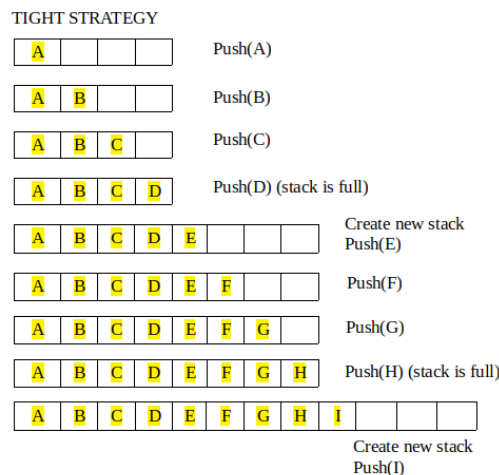 TIGHT STRATEGY
A Push(A)
A B Push(B)
A B C Push(C)
A B C D Push(D) (stack is full)
Create new stack
A B C D E Push(E)
A B C D E F Push(F)
A B C D E F G Push(G)
A B C D E F G H Push(H) (stack is full)
A B C D E F G H I
Create new stack
Push(I)